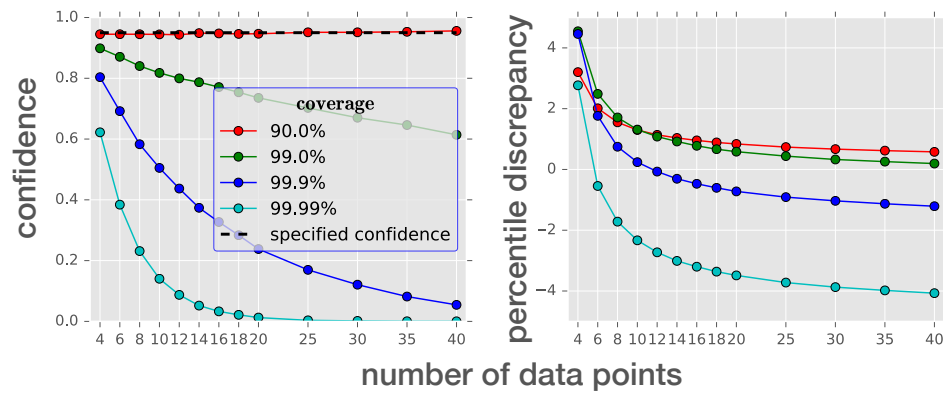 confidence
1.0
0.8
0.6
0.4
0.2
0.0
4 6 8 10 12 14 16 18 20 25 30 35 40
coverage
90.0%
99.0%
99.9%
99.99%
specified confidence
percentile discrepancy
4
2
0
−2
−4
4 6 8 10 12 14 16 18 20 25 30 35 40
number of data points